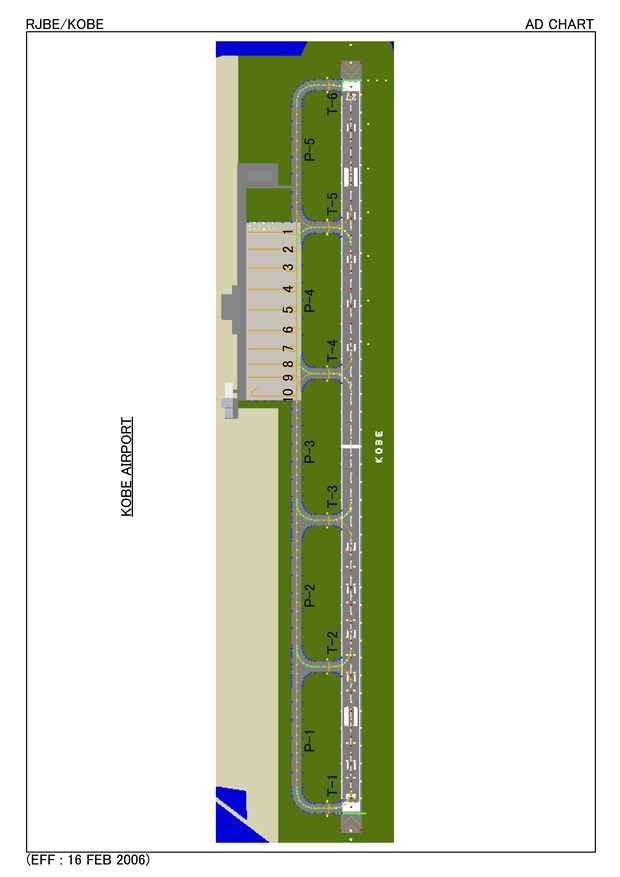 RJBE/KOBE
AD CHART
T-6
P-5
T-5
1
2
3
P-4
4
5
6
T-4
7
8
9
10
KOBE AIRPORT
KOBE
P-3
T-3
P-2
T-2
P-1
T-1
(EFF : 16 FEB 2006)